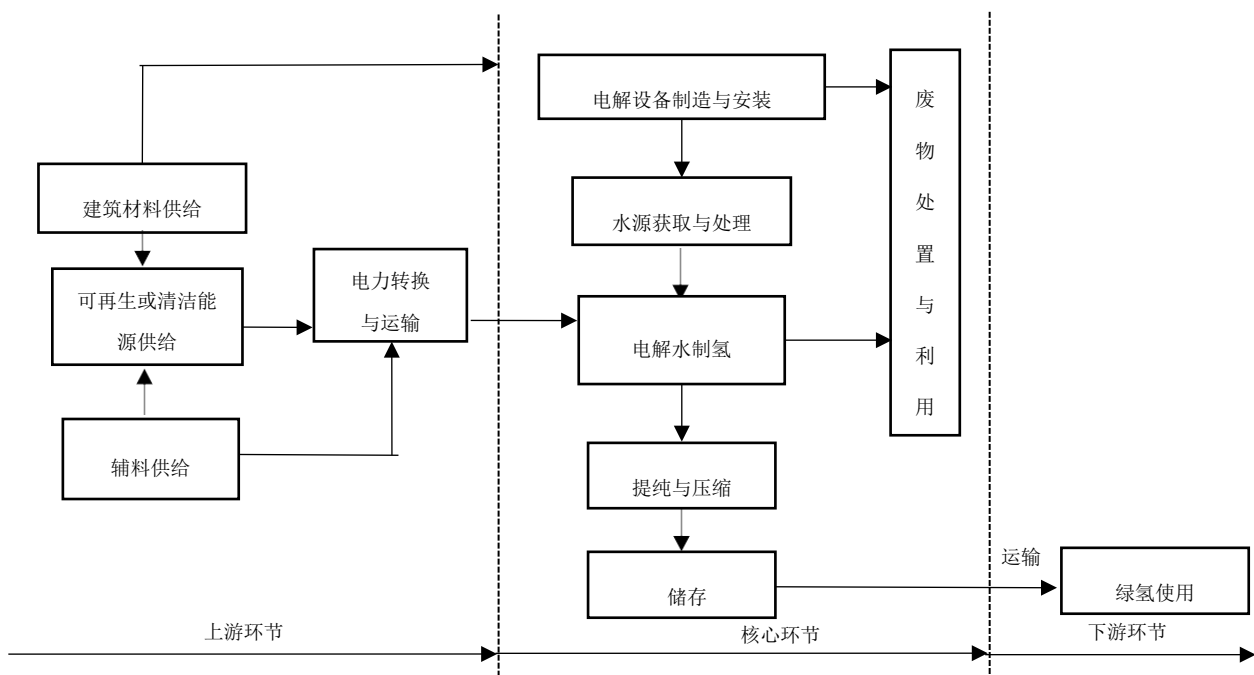 电解设备制造与安装
废
物
处
置
与
利
用
建筑材料供给
水源获取与处理
可再生或清洁能
源供给
电力转换
与运输
电解水制氢
辅料供给
提纯与压缩
储存
运输
绿氢使用
上游环节
核心环节
下游环节